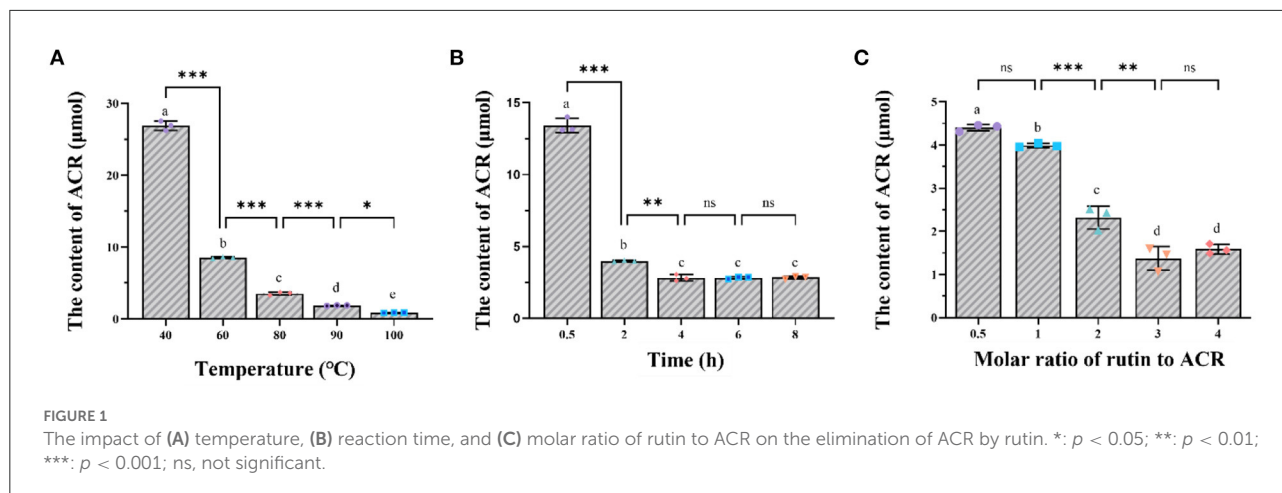 A
B
C
***
***
***
*
a
b
c
d
e
30
20
10
0
40
60
80
90
100
The content of ACR (μmol)
Temperature (°C)
***
**
ns
ns
a
b
c
c
c
15
10
5
0
0.5
2
4
6
8
The content of ACR (μmol)
Time (h)
ns
***
**
ns
a
b
c
d
d
5
4
3
2
1
0
0.5
1
2
3
4
The content of ACR (μmol)
Molar ratio of rutin to ACR
FIGURE 1
The impact of (A) temperature, (B) reaction time, and (C) molar ratio of rutin to ACR on the elimination of ACR by rutin. *: p < 0.05; **: p < 0.01;
***: p < 0.001; ns, not significant.